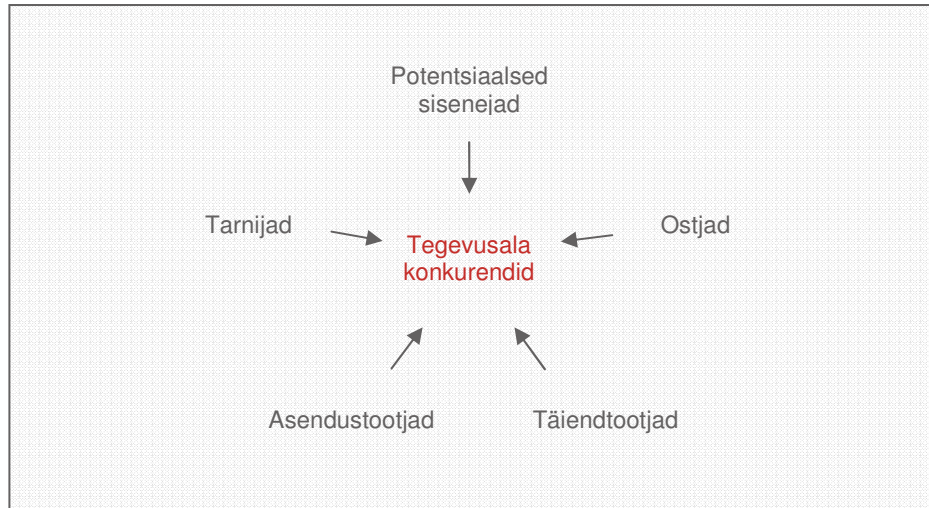 Potentsiaalsed
sisenejad
Tarnijad
Ostjad
Tegevusala
konkurendid
Asendustootjad
Täiendtootjad